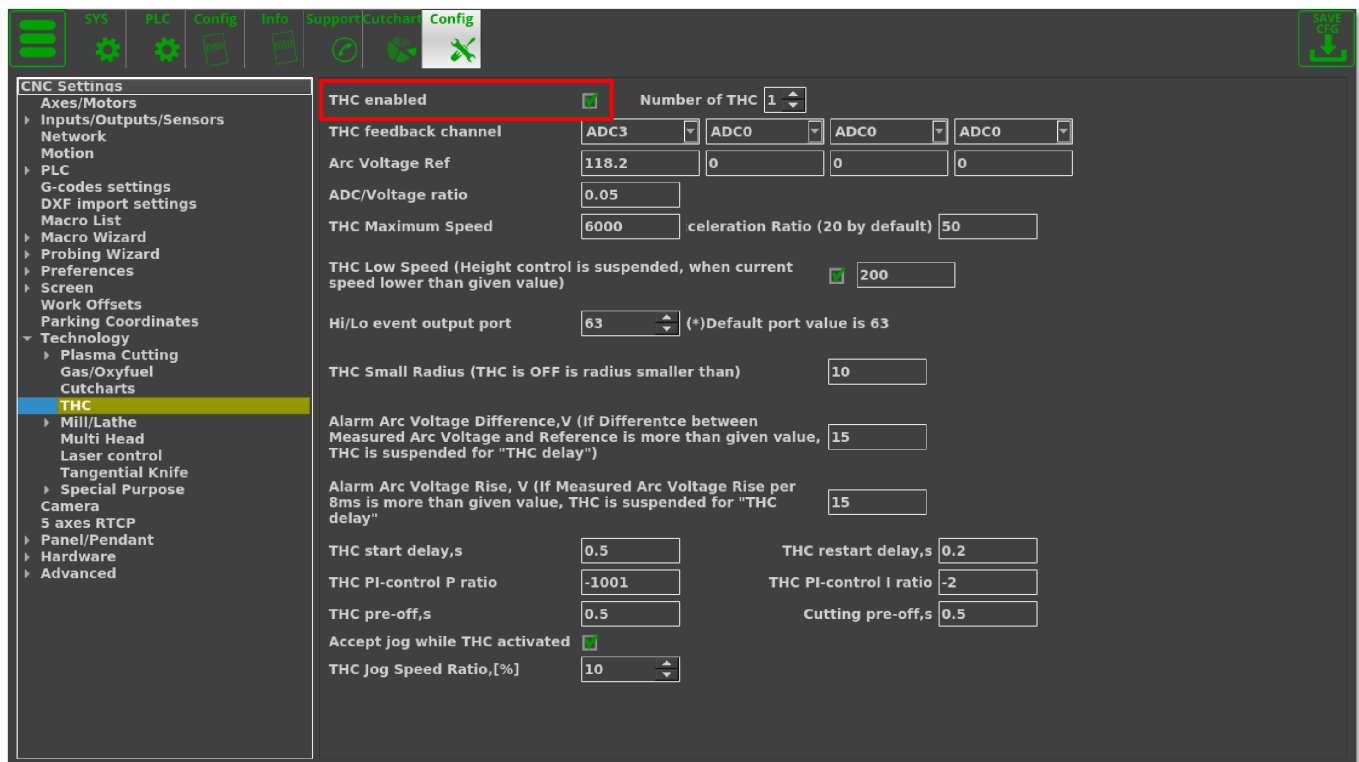 SYS PLC Config Info Support Cutchart Config SAVE
CFG
CNC Settings
Axes/Motors
Inputs/Outputs/Sensors
Network
Motion
PLC
G-codes settings
DXF import settings
Macro List
Macro Wizard
Probing Wizard
Preferences
Screen
Work Offsets
Parking Coordinates
Technology
Plasma Cutting
Gas/Oxyfuel
Cutcharts
THC
Mill/Lathe
Multi Head
Laser control
Tangential Knife
Special Purpose
Camera
5 axes RTCP
Panel/Pendant
Hardware
Advanced
THC enabled Number of THC 1
THC feedback channel ADC3 ADC0 ADC0 ADC0
Arc Voltage Ref 118.2 0 0 0
ADC/Voltage ratio 0.05
THC Maximum Speed 6000 celeration Ratio (20 by default) 50
THC Low Speed (Height control is suspended, when current
speed lower than given value) 200
Hi/Lo event output port 63 (*)Default port value is 63
THC Small Radius (THC is OFF is radius smaller than) 10
Alarm Arc Voltage Difference,V (If Differentce between
Measured Arc Voltage and Reference is more than given value, 15
THC is suspended for "THC delay")
Alarm Arc Voltage Rise, V (If Measured Arc Voltage Rise per
8ms is more than given value, THC is suspended for "THC 15
delay"
THC start delay,s 0.5 THC restart delay,s 0.2
THC PI-control P ratio -1001 THC PI-control I ratio -2
THC pre-off,s 0.5 Cutting pre-off,s 0.5
Accept jog while THC activated
THC Jog Speed Ratio,[%] 10